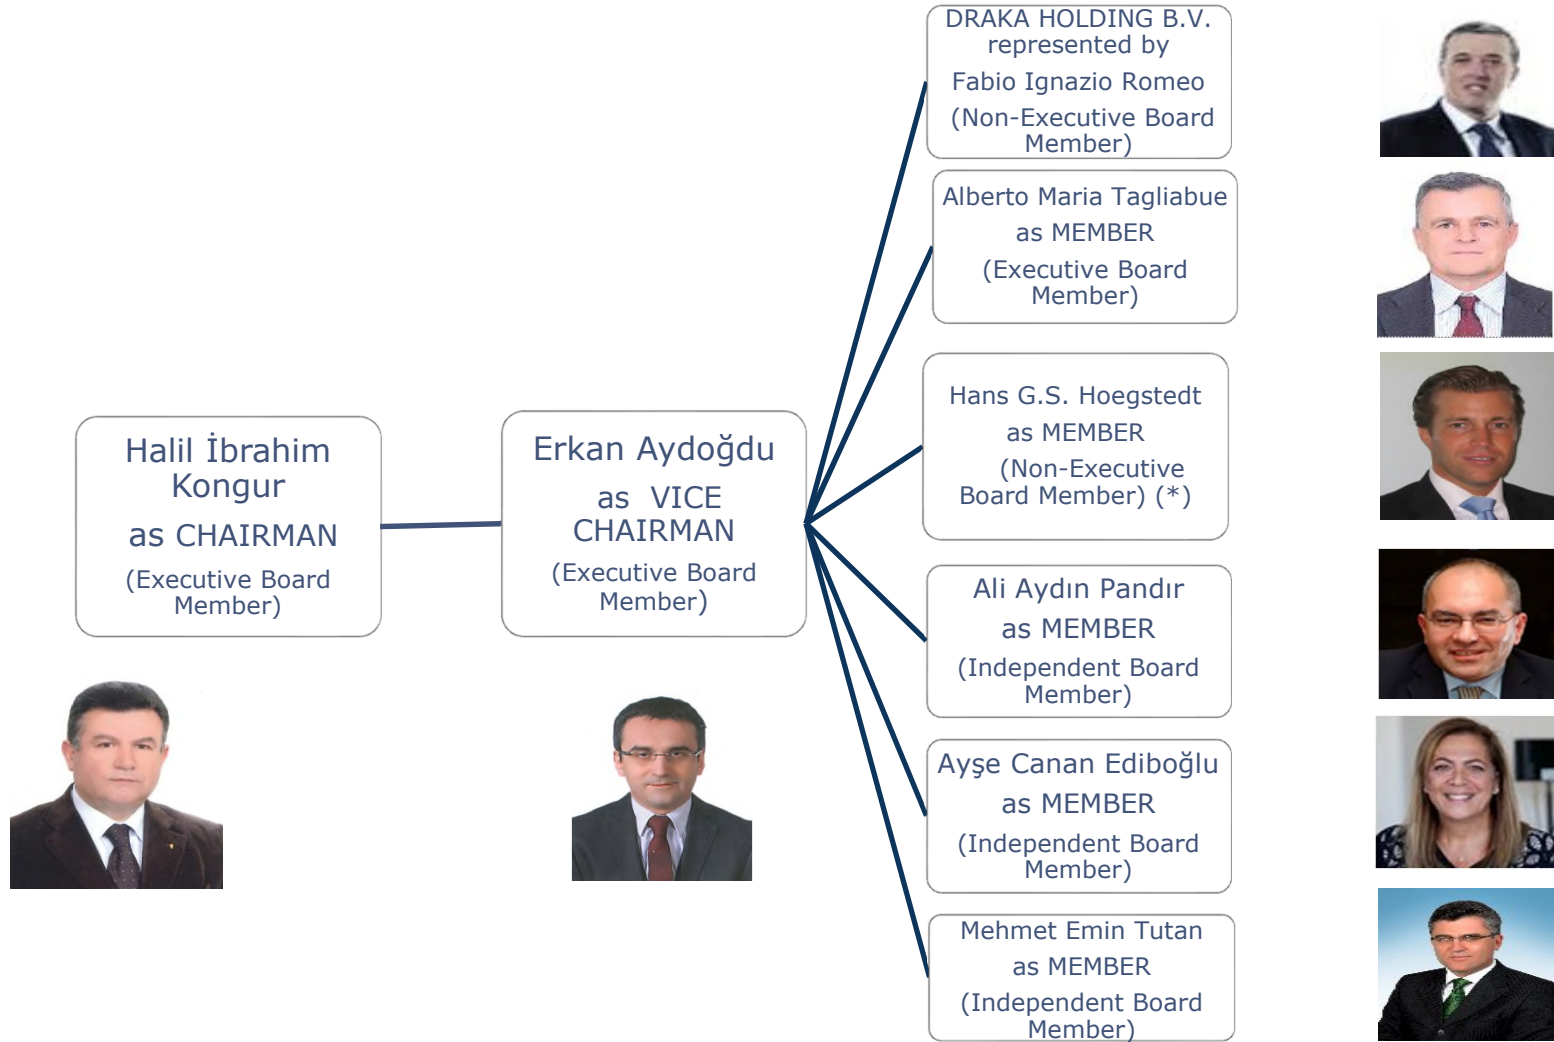 DRAKA HOLDING B.V.
represented by
Fabio Ignazio Romeo
(Non-Executive Board
Member)
Alberto Maria Tagliabue
as MEMBER
(Executive Board
Member)
Hans G.S. Hoegstedt
as MEMBER
(Non-Executive
Board Member) (*)
Halil İbrahim
Kongur
as CHAIRMAN
(Executive Board
Member)
Erkan Aydoğdu
as VICE
CHAIRMAN
(Executive Board
Member)
Ali Aydın Pandır
as MEMBER
(Independent Board
Member)
Ayşe Canan Ediboğlu
as MEMBER
(Independent Board
Member)
Mehmet Emin Tutan
as MEMBER
(Independent Board
Member)